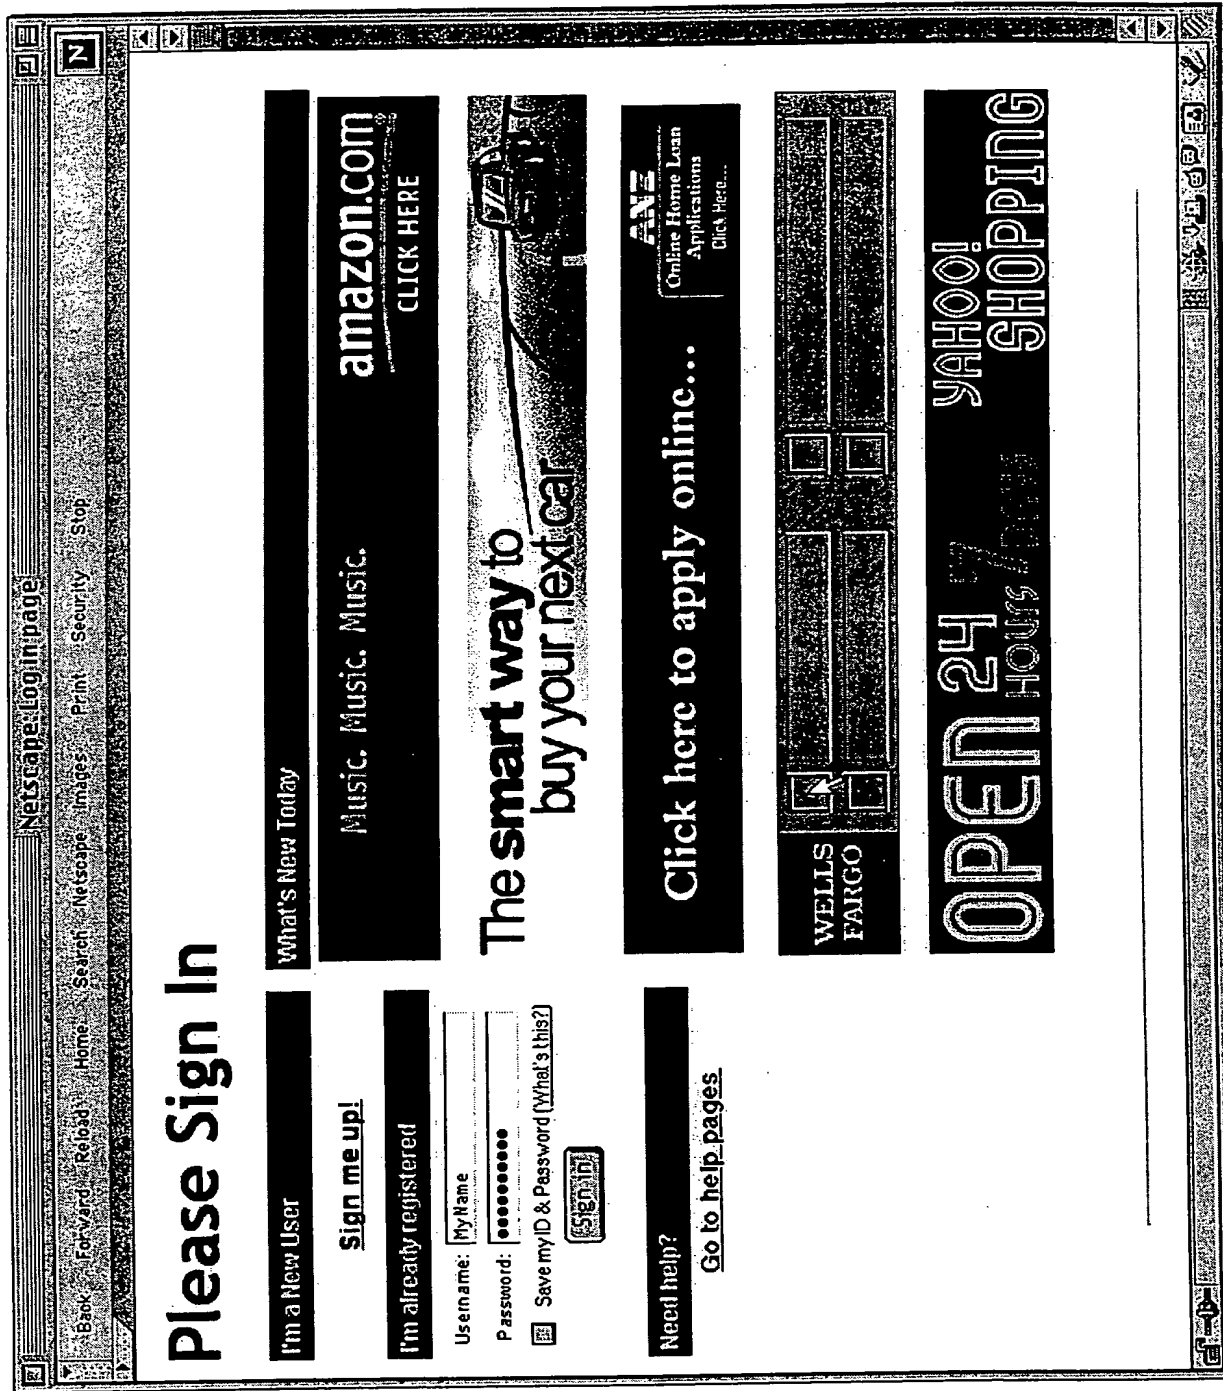 Netscape: Login page
Back Forward Reload Home Search Netscape Images Print Security Stop
N
Please Sign In
I'm a New User
Sign me up!
I'm already registered
Username: MyName
Password: ••••••••••
Save my ID & Password (What's this?)
Sign in
Need help?
Go to help pages
What's New Today
Music. Music. Music.
amazon.com
CLICK HERE
The smart way to
buy your next car
Click here to apply online...
Online Home Loan
Applications
Click Here...
WELLS
FARGO
OPEN 24
HOURS
YAHOO!
SHOPPING